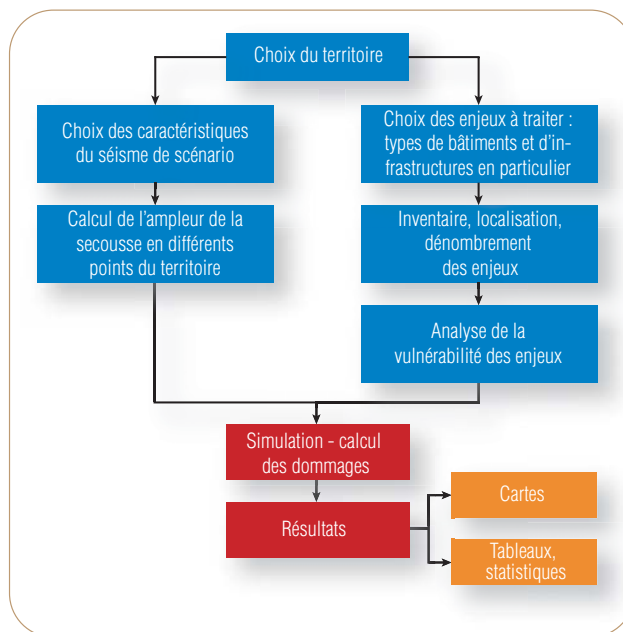 Choix du territoire
Choix des caractéristiques
du séisme de scénario
Choix des enjeux à traiter :
types de bâtiments et d'in-
frastructures en particulier
Calcul de l'ampleur de la
secousse en différents
points du territoire
Inventaire, localisation,
dénombrement
des enjeux
Analyse de la
vulnérabilité des enjeux
Simulation - calcul
des dommages
Résultats
Cartes
Tableaux,
statistiques